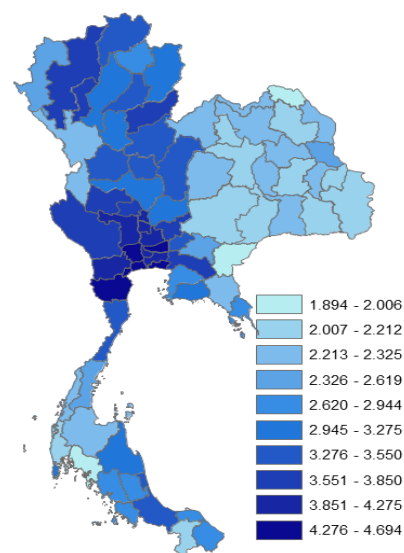 1.894 - 2.006
2.007 - 2.212
2.213 - 2.325
2.326 - 2.619
2.620 - 2.944
2.945 - 3.275
3.276 - 3.550
3.551 - 3.850
3.851 - 4.275
4.276 - 4.694